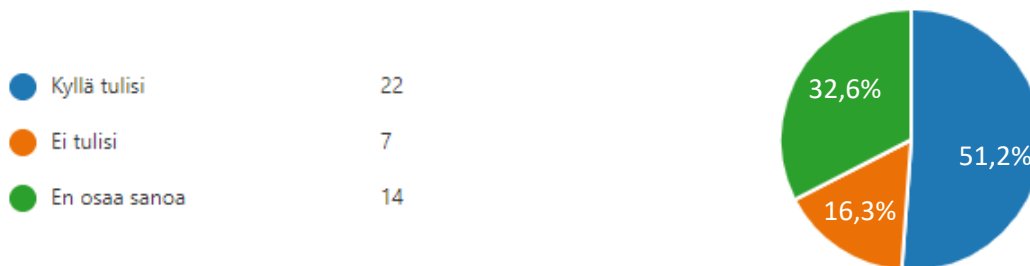 Kyllä tulisi 22
Ei tulisi 7
En osaa sanoa 14
32,6%
51,2%
16,3%